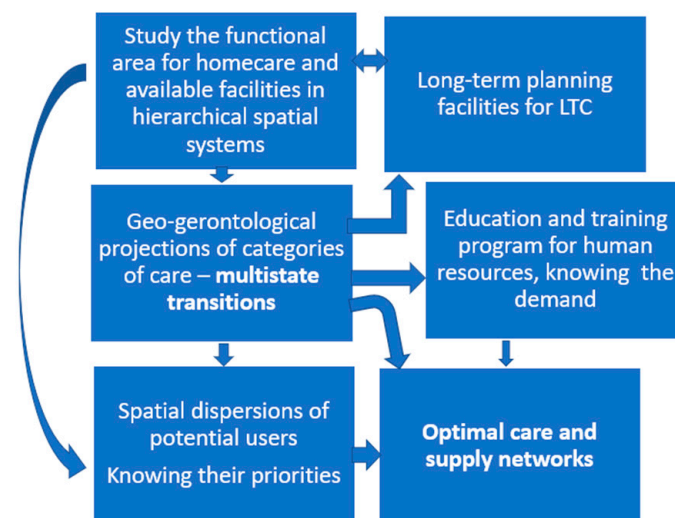 Study the functional
area for homecare and
available facilities in
hierarchical spatial
systems
Long-term planning
facilities for LTC
Geo-gerontological
projections of categories
of care – multistate
transitions
Education and training
program for human
resources, knowing the
demand
Spatial dispersions of
potential users
Knowing their priorities
Optimal care and
supply networks